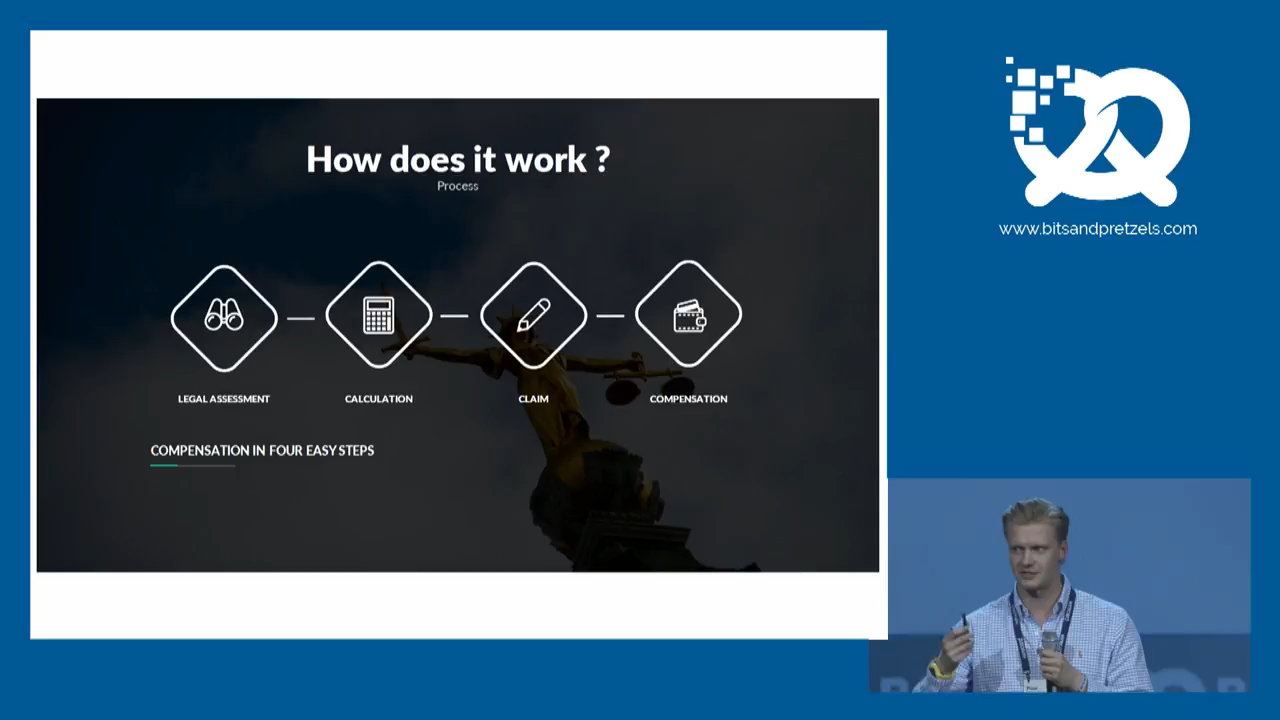 How does it work ?
Process
LEGAL ASSESSMENT
CALCULATION
CLAIM
COMPENSATION
COMPENSATION IN FOUR EASY STEPS
www.bitsandpretzels.com